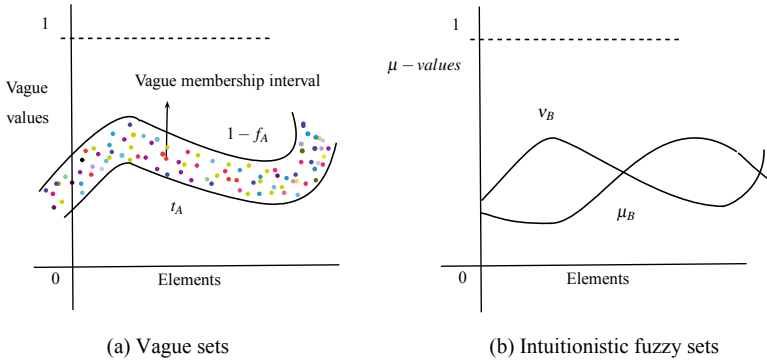 1
Vague
values
Vague membership interval
1 − f_A
t_A
0
Elements
(a) Vague sets
1
μ − values
ν_B
μ_B
0
Elements
(b) Intuitionistic fuzzy sets